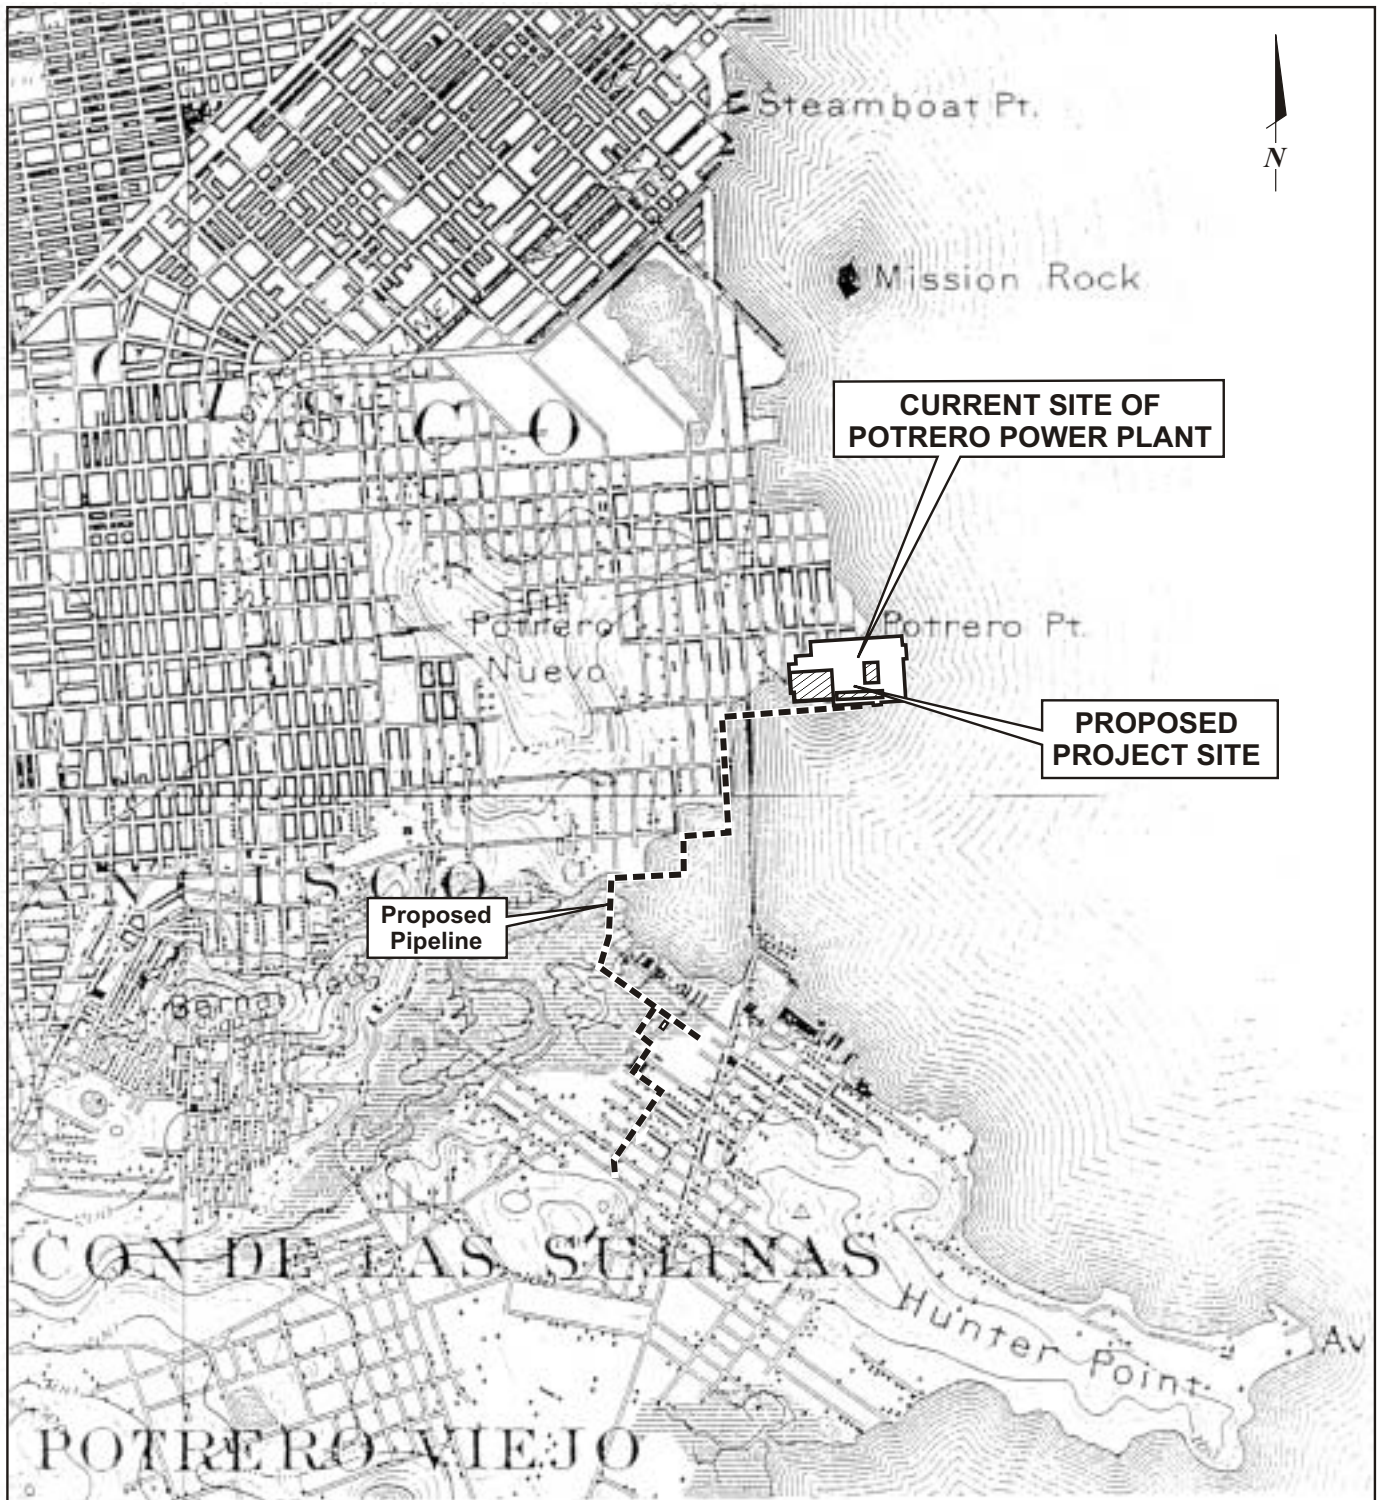 Steamboat Pt.
N
Mission Rock
C O
CURRENT SITE OF
POTRERO POWER PLANT
Potrero Pt.
Potrero
Nuevo
PROPOSED
PROJECT SITE
N C I S C O
Proposed
Pipeline
CON DE LAS SULINAS
Hunter Point
Av
POTRERO VIEJO